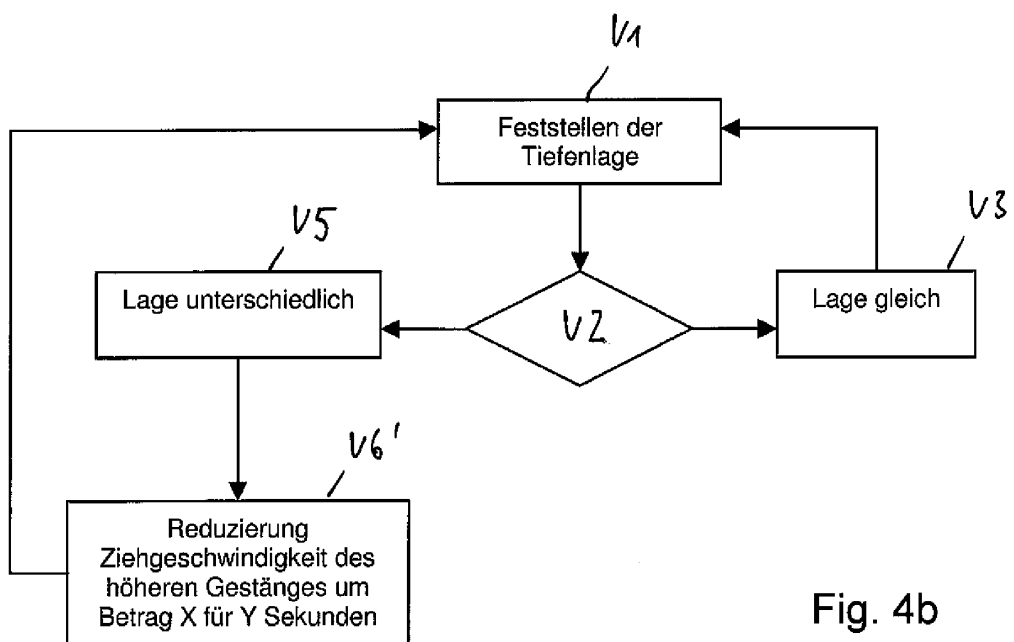 V1
Feststellen der
Tiefenlage
V5
V3
Lage unterschiedlich
V2
Lage gleich
V6'
Reduzierung
Ziehgeschwindigkeit des
höheren Gestänges um
Betrag X für Y Sekunden
Fig. 4b